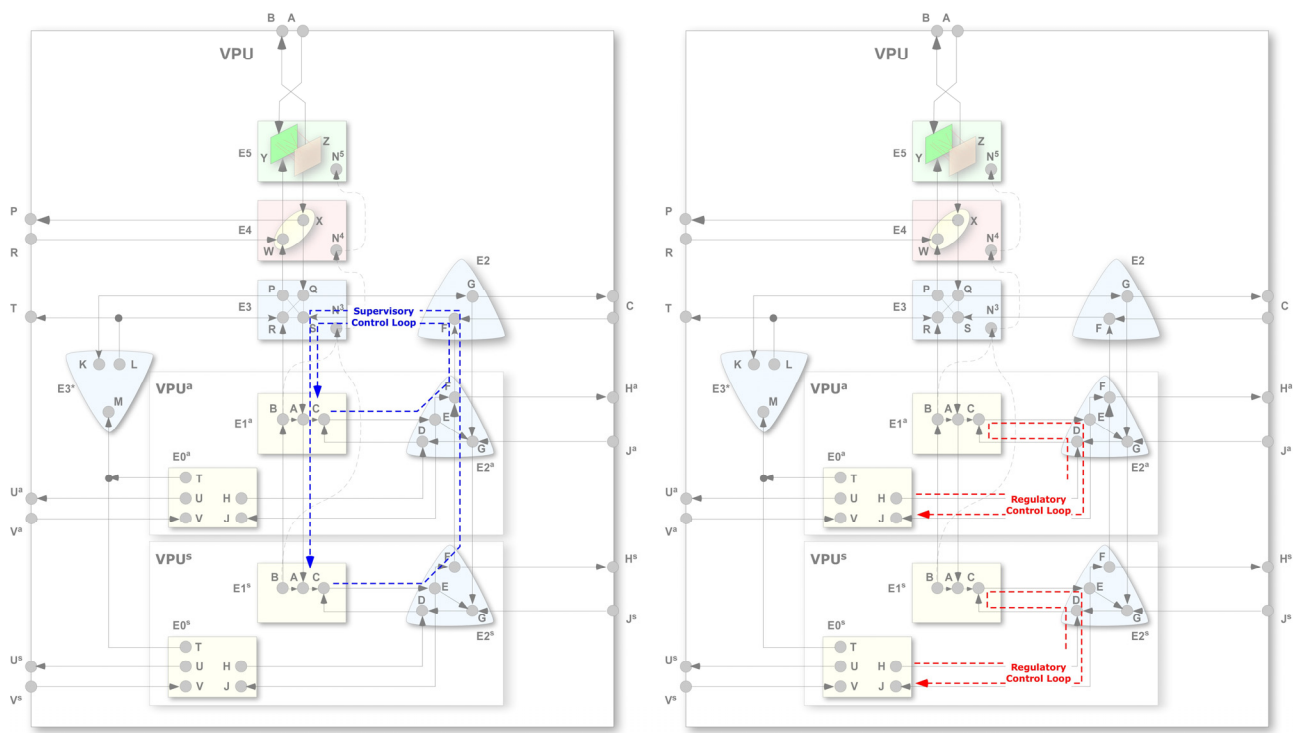 B A
VPU
Z
E5
Y
N⁵
P
X
E4
N⁴
W
R
E2
P Q
G
E3
N³
C
T
Supervisory
Control Loop
R
S
F
K L
VPUᵃ
E3*
M
F
Hᵃ
B A C
E
E1ᵃ
D
G
Jᵃ
E0ᵃ
E2ᵃ
T
Uᵃ
U H
Vᵃ
V J
VPUˢ
F
Hˢ
B A C
E
E1ˢ
D
G
Jˢ
E0ˢ
E2ˢ
T
Uˢ
U H
V J
Vˢ
B A
VPU
Z
E5
Y
N⁵
P
X
E4
N⁴
W
R
E2
P Q
G
E3
N³
C
T
R
S
F
K L
VPUᵃ
E3*
M
F
Hᵃ
B A C
E
E1ᵃ
D
G
Jᵃ
E0ᵃ
E2ᵃ
T
Uᵃ
U H
Regulatory
Control Loop
Vᵃ
V J
VPUˢ
F
Hˢ
B A C
E
E1ˢ
D
G
Jˢ
E0ˢ
E2ˢ
T
Uˢ
U H
Regulatory
Control Loop
V J
Vˢ